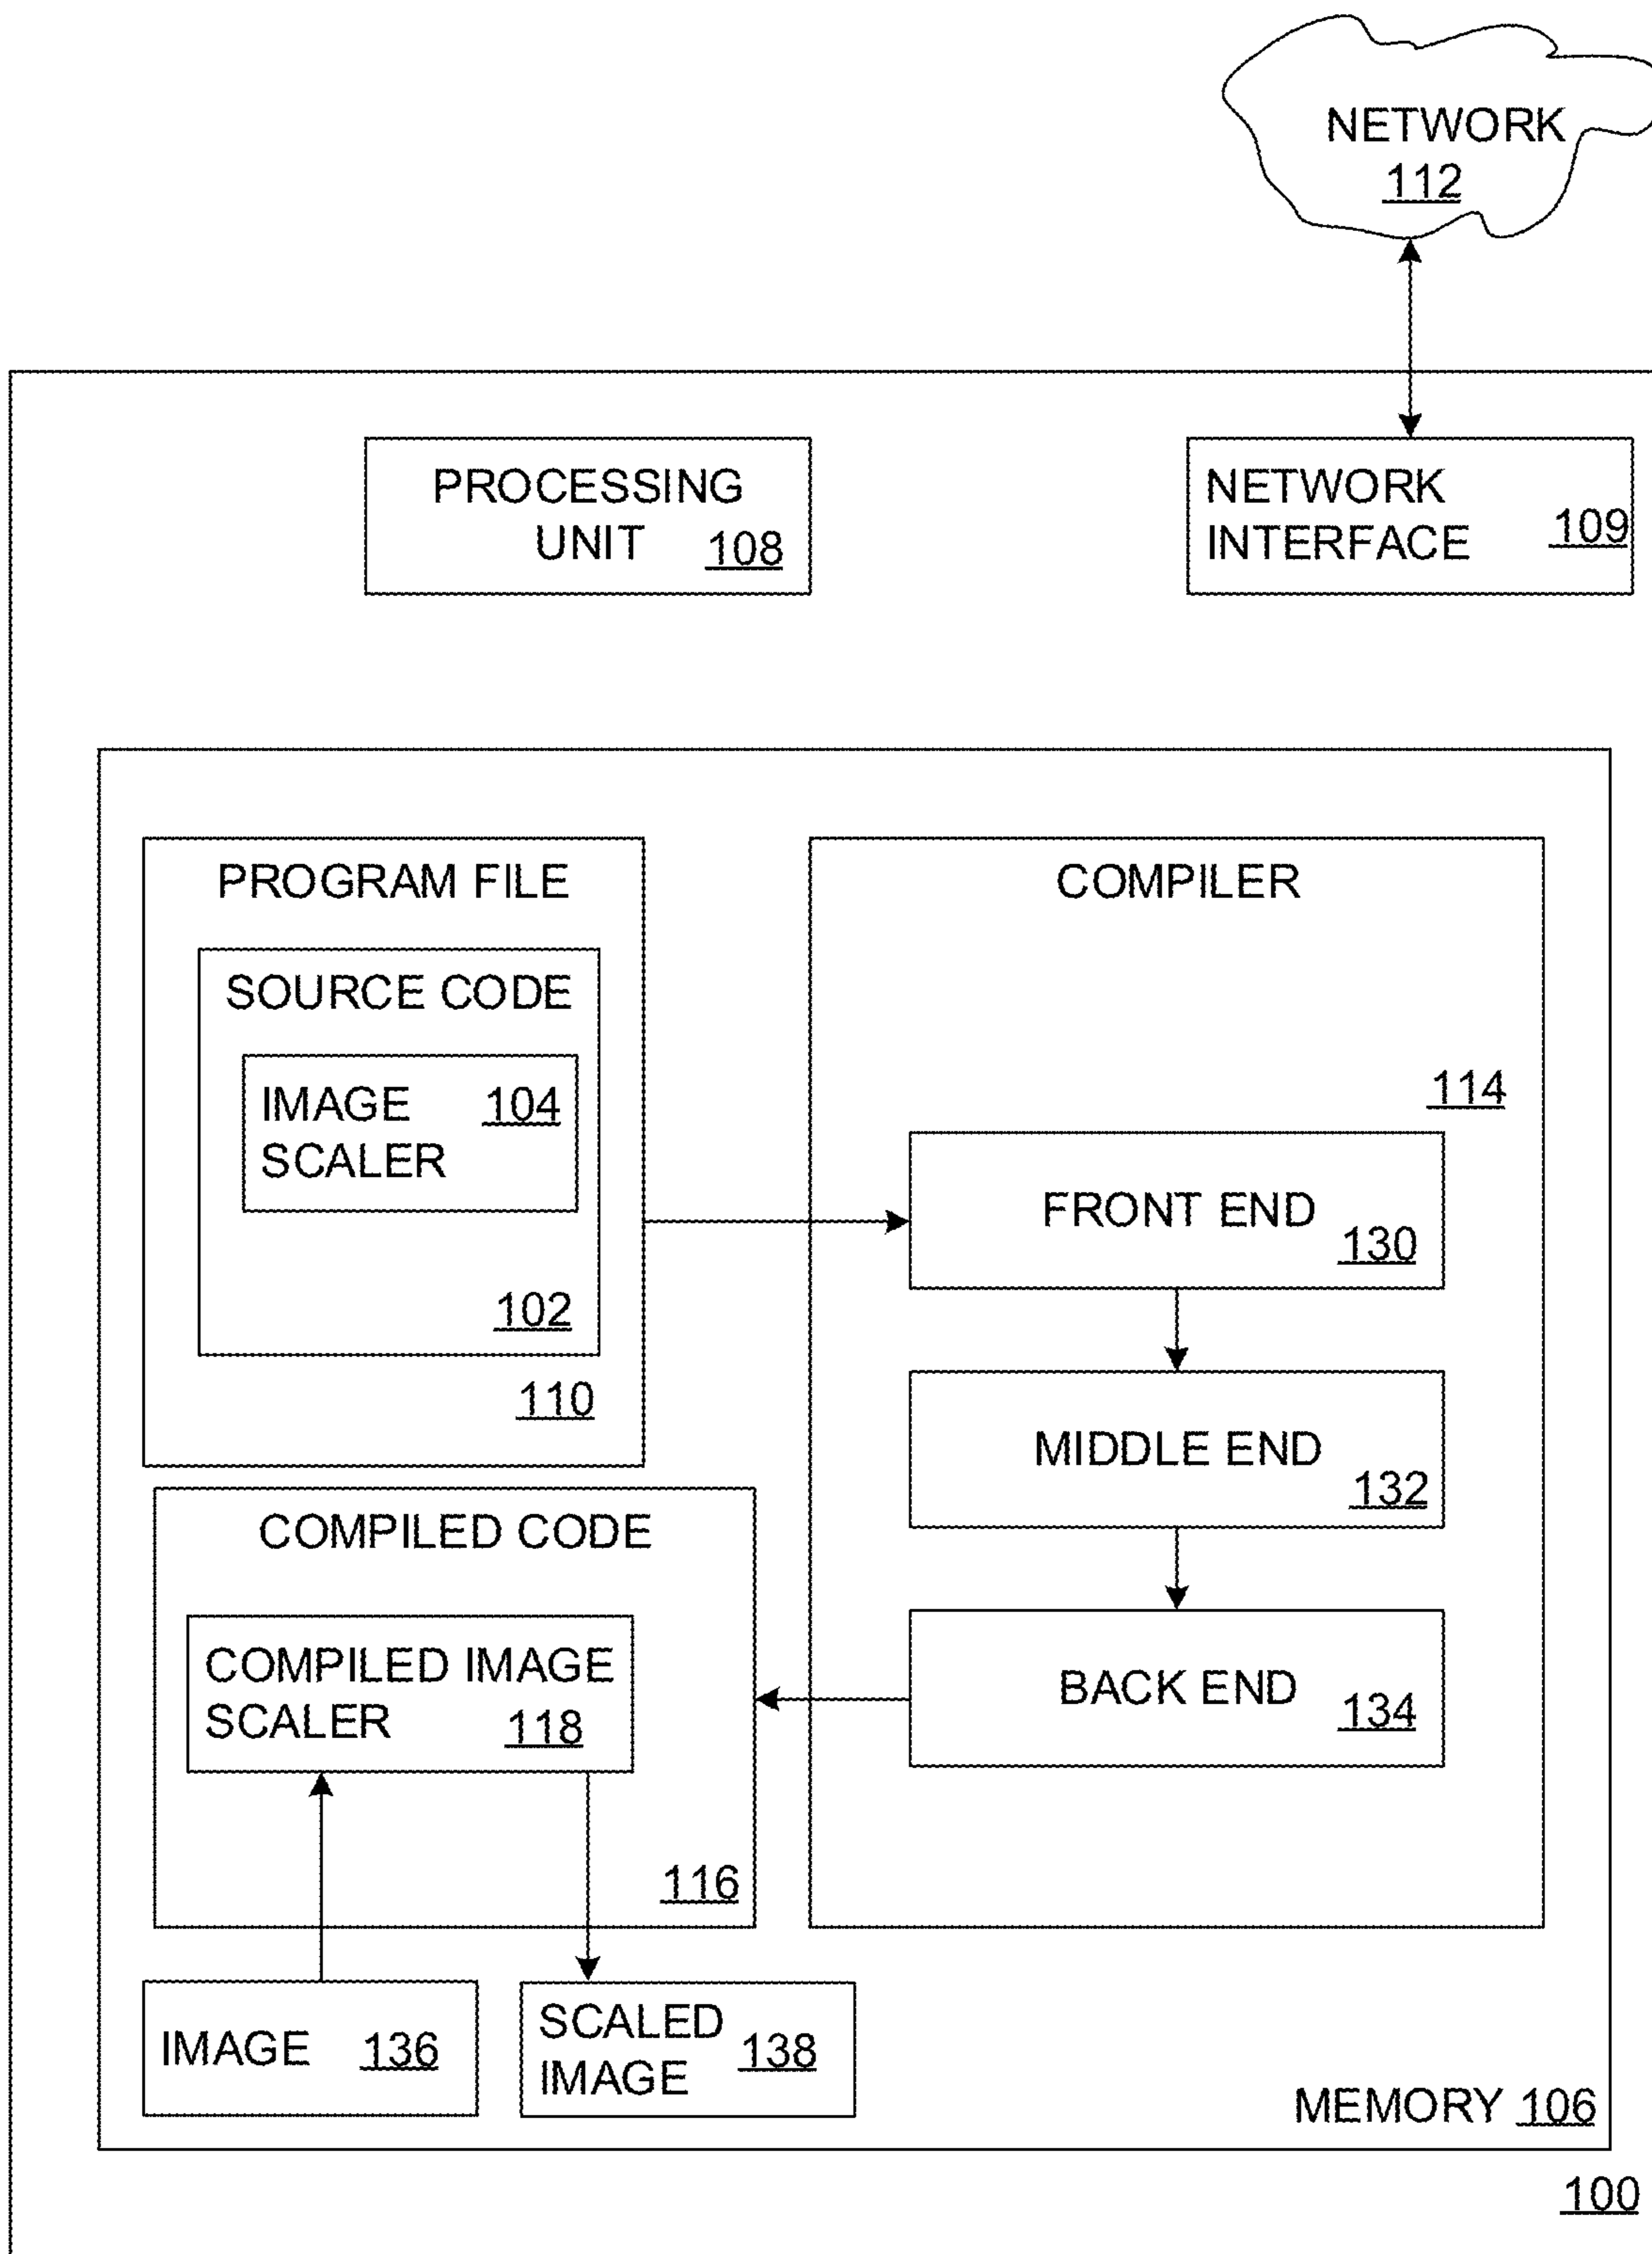 NETWORK
112
PROCESSING
UNIT 108
NETWORK
INTERFACE 109
PROGRAM FILE
SOURCE CODE
IMAGE 104
SCALER
102
110
COMPILER
114
FRONT END
130
MIDDLE END
132
BACK END
134
COMPILED CODE
COMPILED IMAGE
SCALER 118
116
IMAGE 136
SCALED
IMAGE 138
MEMORY 106
100